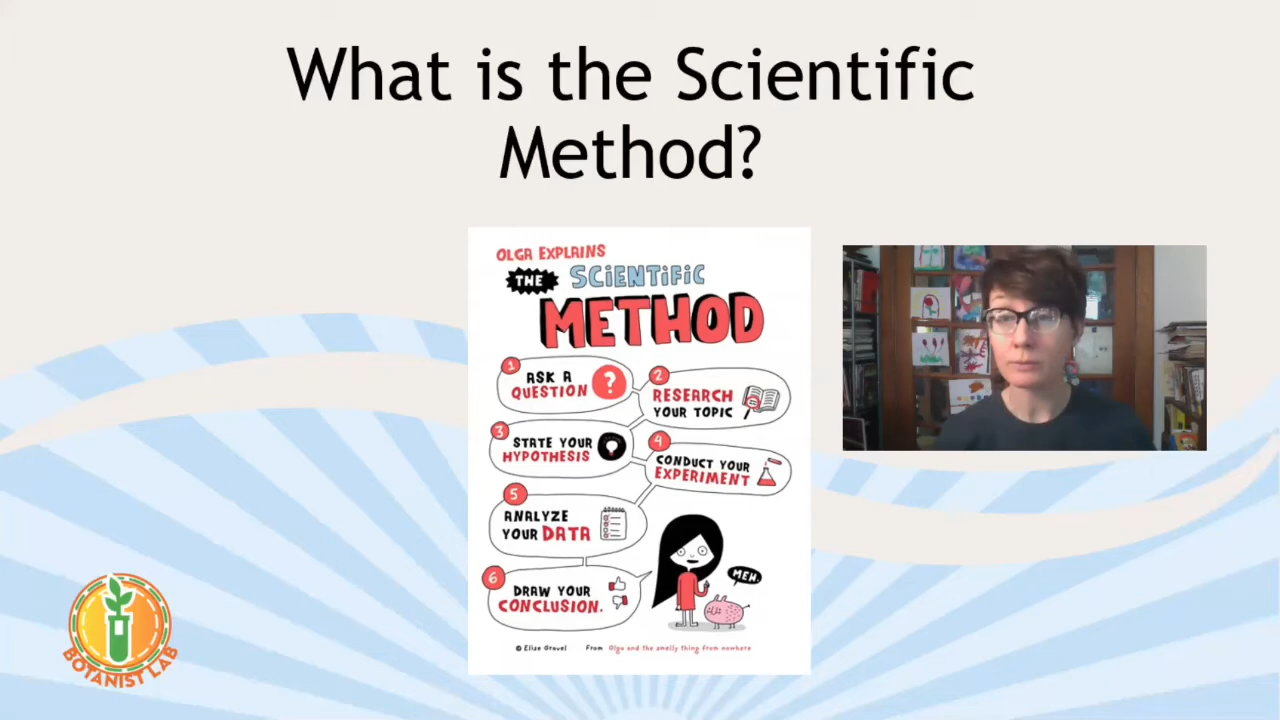 What is the Scientific
Method?
OLGA EXPLAINS
THE SCiENTiFiC
METHOD
1
ASK A
QUESTION
?
2
RESEARCH
YOUR TOPIC
3
STATE YOUR
HYPOTHESIS
4
CONDUCT YOUR
EXPERIMENT
5
ANALYZE
YOUR DATA
6
DRAW YOUR
CONCLUSION.
MEH.
© Elise Gravel From Olga and the smelly thing from nowhere
BOTANIST LAB